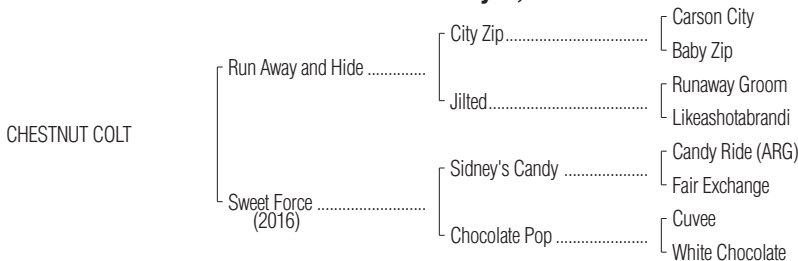 Carson City
City Zip
Baby Zip
Run Away and Hide
Runaway Groom
Jilted
Likeashotabrandi
CHESTNUT COLT
Candy Ride (ARG)
Sidney's Candy
Fair Exchange
Sweet Force
(2016)
Cuvee
Chocolate Pop
White Chocolate